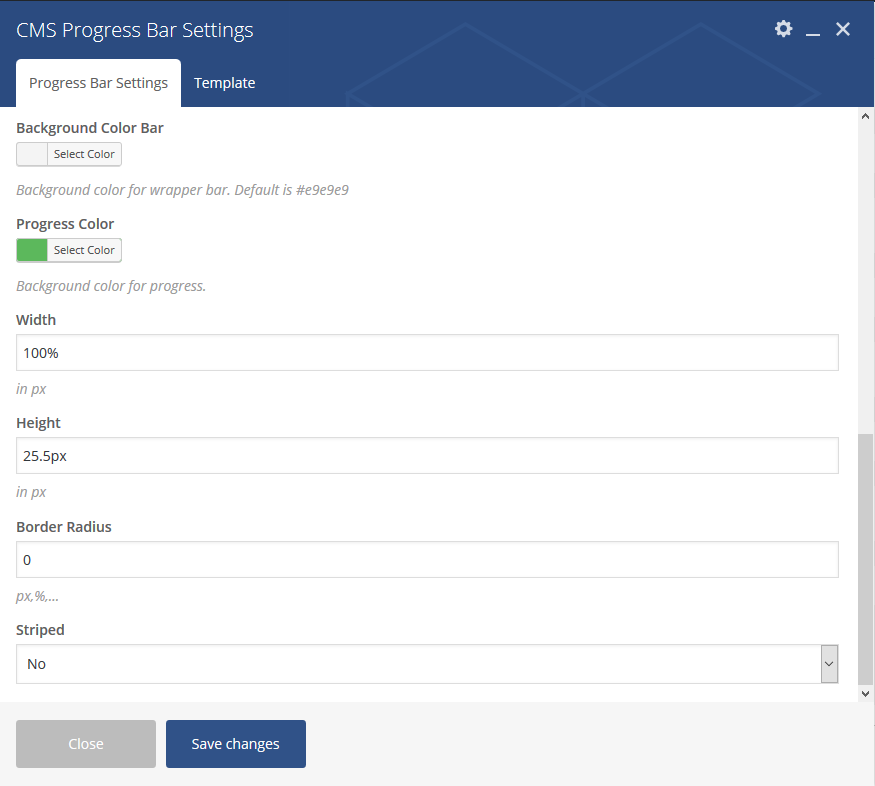 CMS Progress Bar Settings
Progress Bar Settings Template
Background Color Bar
Select Color
Background color for wrapper bar. Default is #e9e9e9
Progress Color
Select Color
Background color for progress.
Width
100%
in px
Height
25.5px
in px
Border Radius
0
px,%,...
Striped
No
Close Save changes